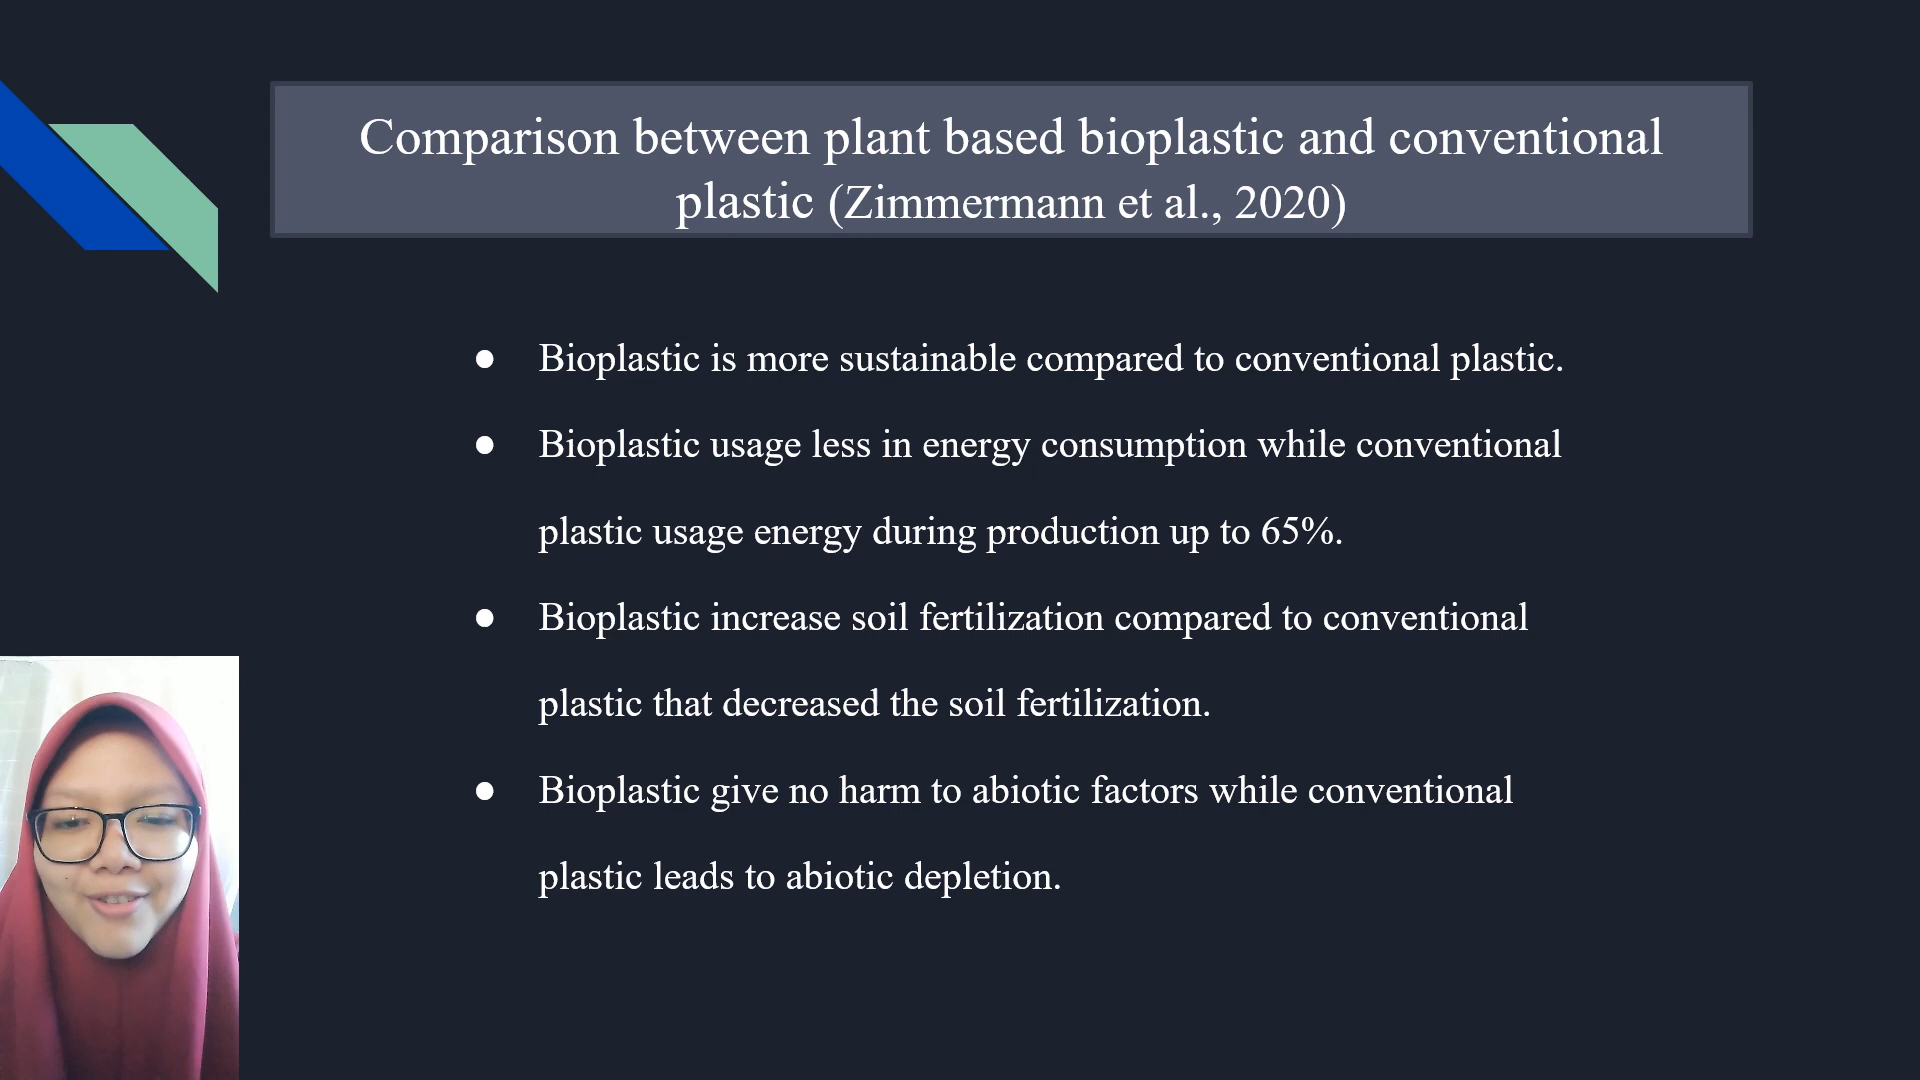 Comparison between plant based bioplastic and conventional
plastic (Zimmermann et al., 2020)
● Bioplastic is more sustainable compared to conventional plastic.
● Bioplastic usage less in energy consumption while conventional
plastic usage energy during production up to 65%.
● Bioplastic increase soil fertilization compared to conventional
plastic that decreased the soil fertilization.
● Bioplastic give no harm to abiotic factors while conventional
plastic leads to abiotic depletion.